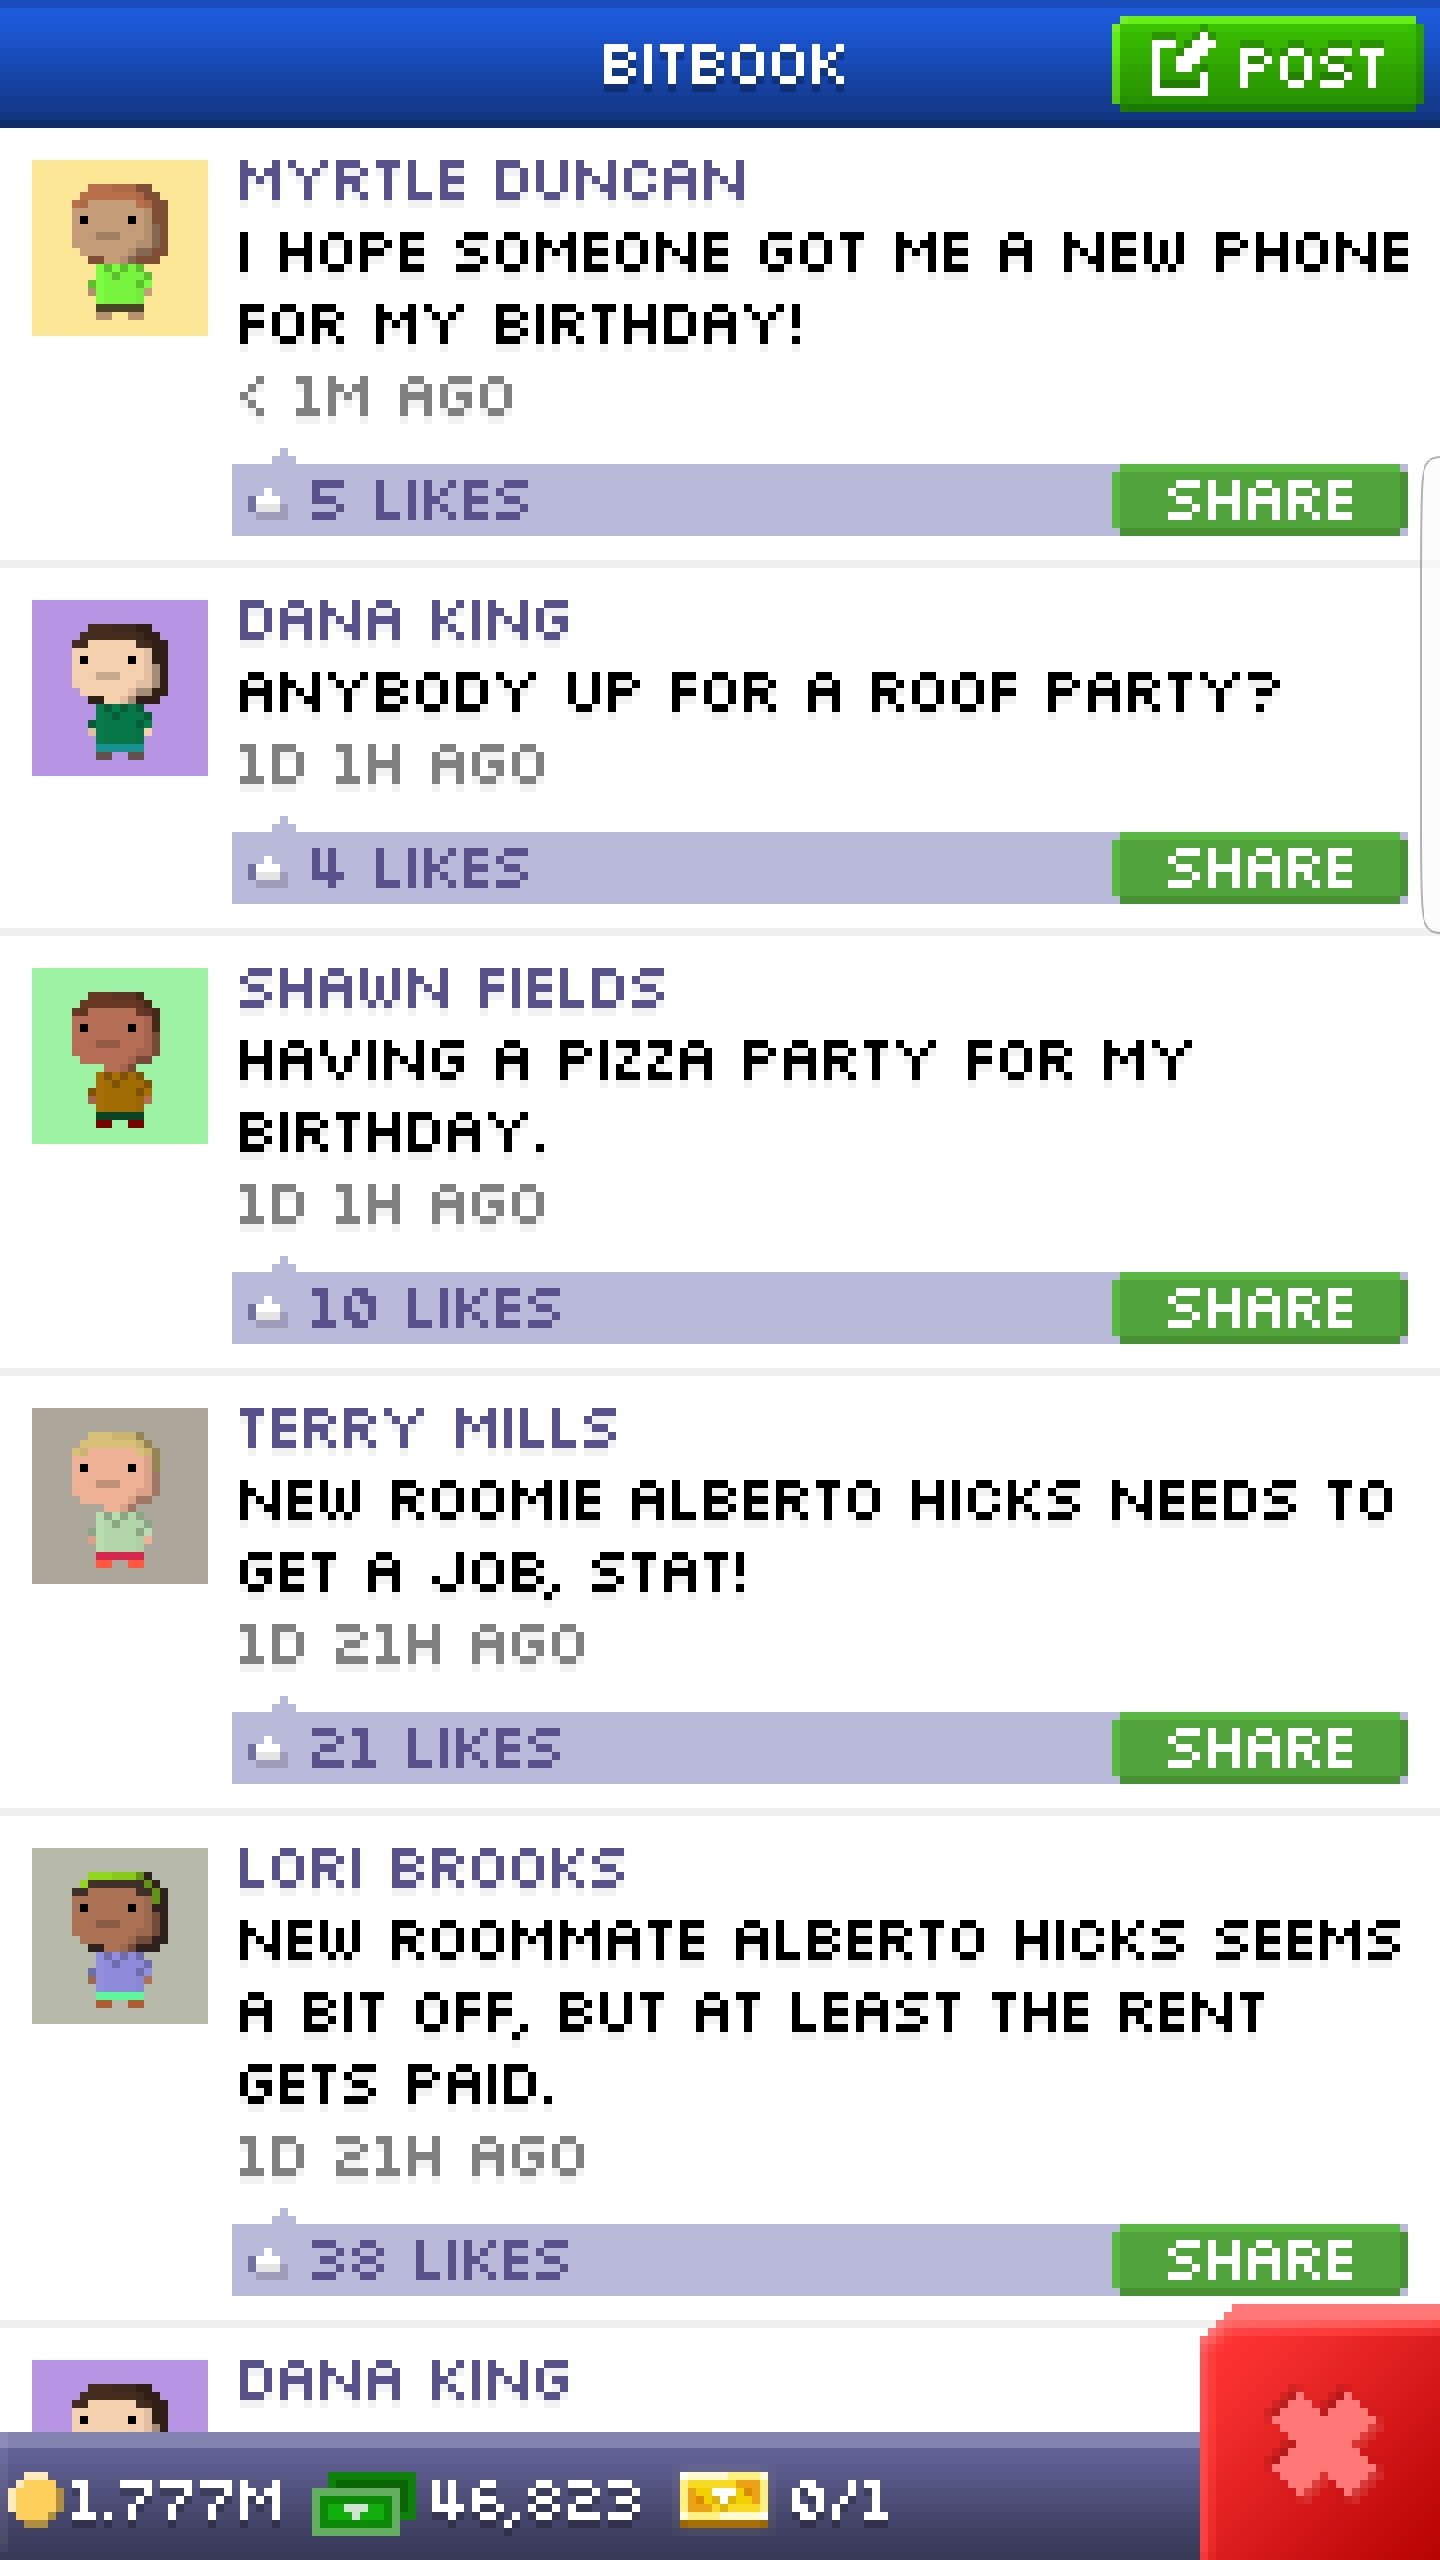 BITBOOK
POST
MYRTLE DUNCAN
I HOPE SOMEONE GOT ME A NEW PHONE
FOR MY BIRTHDAY!
< 1M AGO
5 LIKES
SHARE
DANA KING
ANYBODY UP FOR A ROOF PARTY?
1D 1H AGO
4 LIKES
SHARE
SHAWN FIELDS
HAVING A PIZZA PARTY FOR MY
BIRTHDAY.
1D 1H AGO
10 LIKES
SHARE
TERRY MILLS
NEW ROOMIE ALBERTO HICKS NEEDS TO
GET A JOB, STAT!
1D 21H AGO
21 LIKES
SHARE
LORI BROOKS
NEW ROOMMATE ALBERTO HICKS SEEMS
A BIT OFF, BUT AT LEAST THE RENT
GETS PAID.
1D 21H AGO
38 LIKES
SHARE
DANA KING
1.777M 46,823 0/1